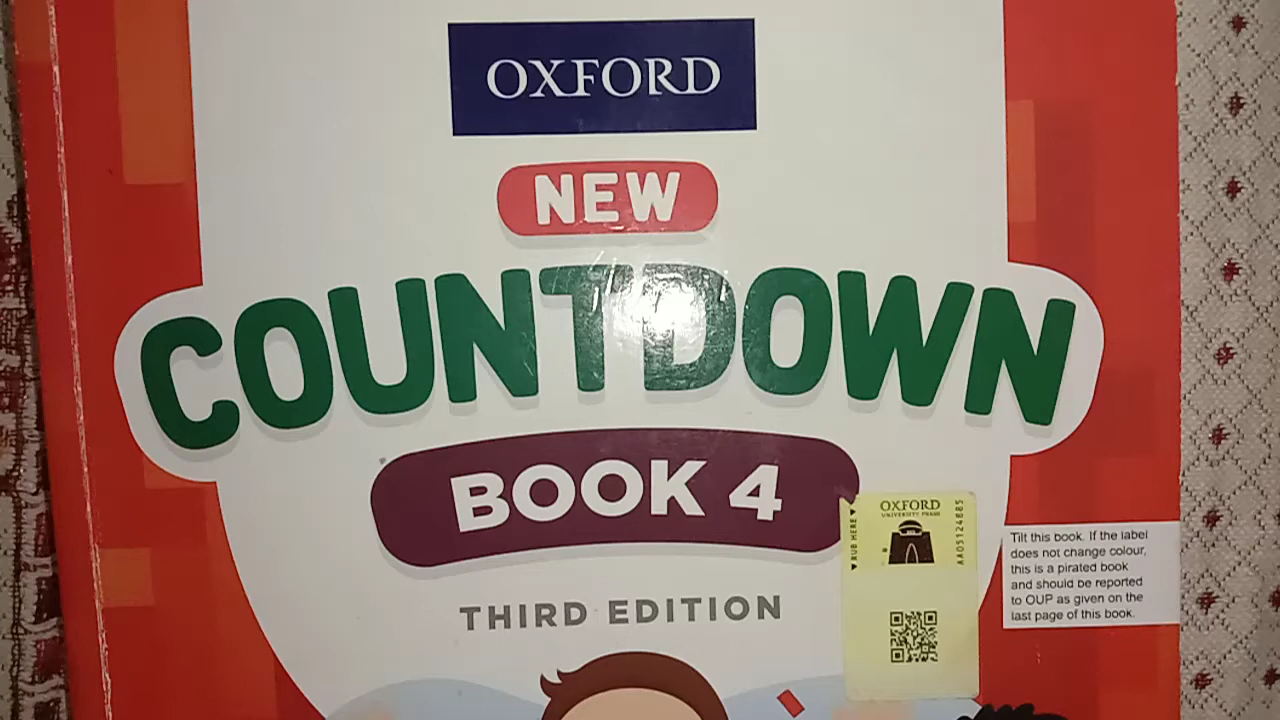 OXFORD
NEW
COUNTDOWN
BOOK 4
THIRD EDITION
OXFORD
UNIVERSITY PRESS
RUB HERE
AA05124885
Tilt this book. If the label
does not change colour,
this is a pirated book
and should be reported
to OUP as given on the
last page of this book.